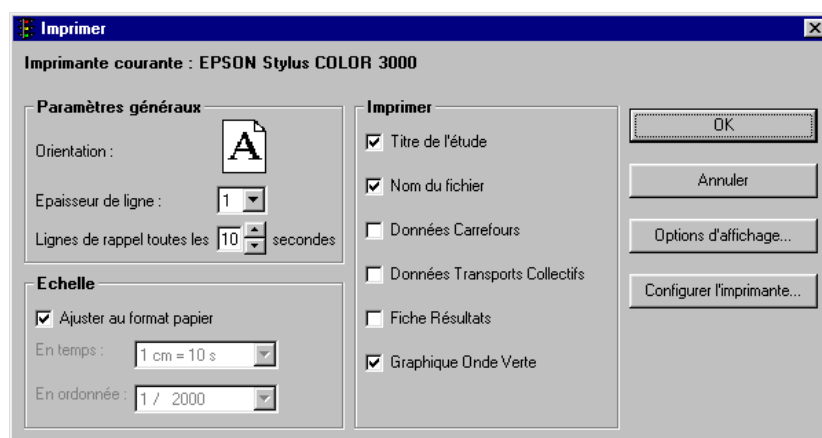 Imprimer
Imprimante courante : EPSON Stylus COLOR 3000
Paramètres généraux
Orientation :
A
Epaisseur de ligne : 1
Lignes de rappel toutes les 10 secondes
Echelle
Ajuster au format papier
En temps : 1 cm = 10 s
En ordonnée : 1 / 2000
Imprimer
Titre de l'étude
Nom du fichier
Données Carrefours
Données Transports Collectifs
Fiche Résultats
Graphique Onde Verte
OK
Annuler
Options d'affichage...
Configurer l'imprimante...